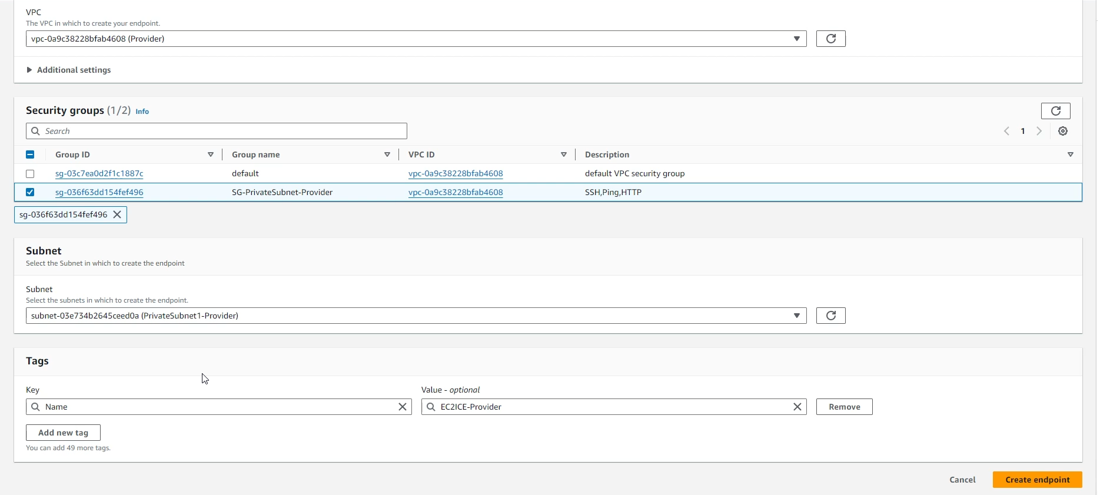 VPC
The VPC in which to create your endpoint.
vpc-0a9c38228bfab4608 (Provider)
Additional settings
Security groups (1/2) Info
Search
1
Group ID Group name VPC ID Description
sg-03c7ea0d2f1c1887c default vpc-0a9c38228bfab4608 default VPC security group
sg-036f63dd154fef496 SG-PrivateSubnet-Provider vpc-0a9c38228bfab4608 SSH,Ping,HTTP
sg-036f63dd154fef496
Subnet
Select the Subnet in which to create the endpoint
Subnet
Select the subnets in which to create the endpoint.
subnet-03e734b2645ceed0a (PrivateSubnet1-Provider)
Tags
Key Value - optional
Name EC2ICE-Provider Remove
Add new tag
You can add 49 more tags.
Cancel Create endpoint